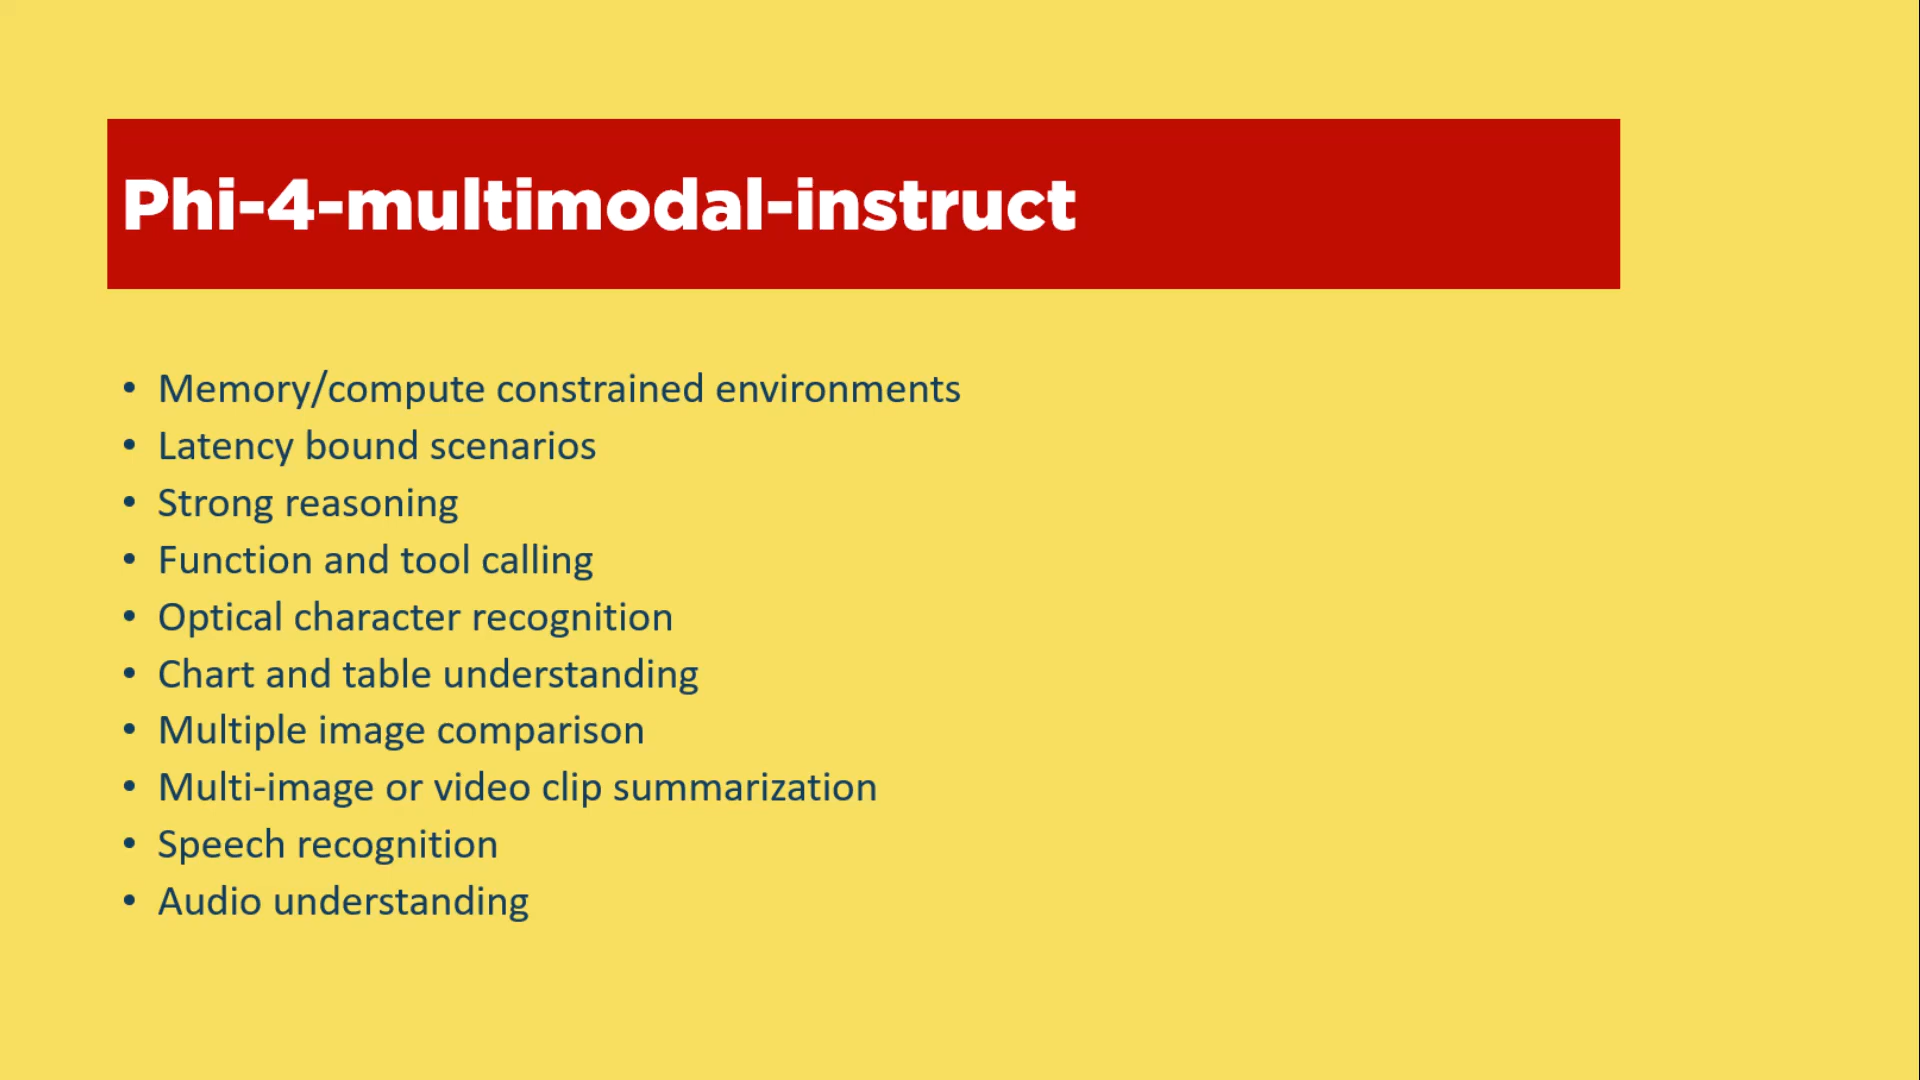 Phi-4-multimodal-instruct
• Memory/compute constrained environments
• Latency bound scenarios
• Strong reasoning
• Function and tool calling
• Optical character recognition
• Chart and table understanding
• Multiple image comparison
• Multi-image or video clip summarization
• Speech recognition
• Audio understanding